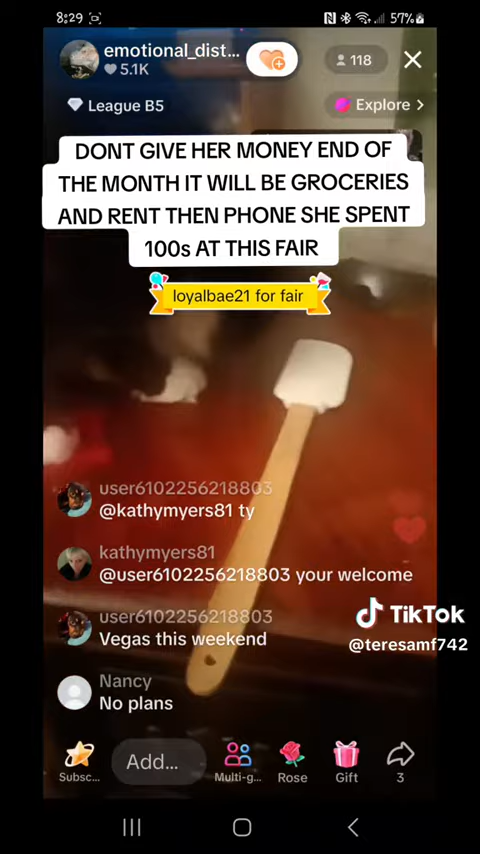 8:29
57%
emotional_dist...
5.1K
118
League B5
Explore >
DONT GIVE HER MONEY END OF
THE MONTH IT WILL BE GROCERIES
AND RENT THEN PHONE SHE SPENT
100s AT THIS FAIR
loyalbae21 for fair
user6102256218803
@kathymyers81 ty
kathymyers81
@user6102256218803 your welcome
user6102256218803
Vegas this weekend
Nancy
No plans
TikTok
@teresamf742
Add...
Subsc...
Multi-g...
Rose
Gift
3